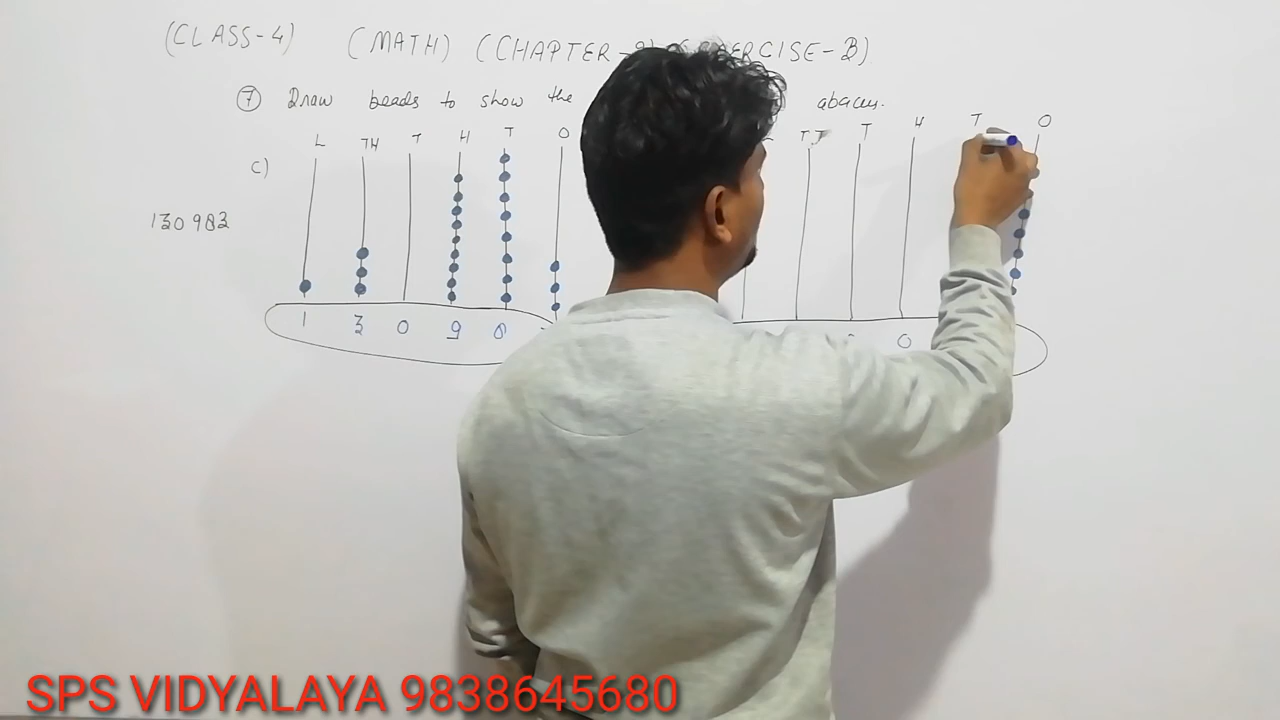 (CLASS-4) (MATH) (CHAPTER- EXERCISE-B)
7 Draw beads to show the abacus.
L TH T H T O T T H T O
c)
130983
1 3 0 9 8 0
SPS VIDYALAYA 9838645680